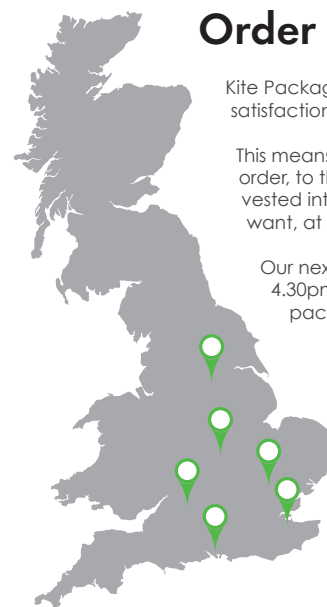 Order
Kite Packag
satisfaction
This means
order, to th
vested int
want, at
Our nex
4.30pm
pac